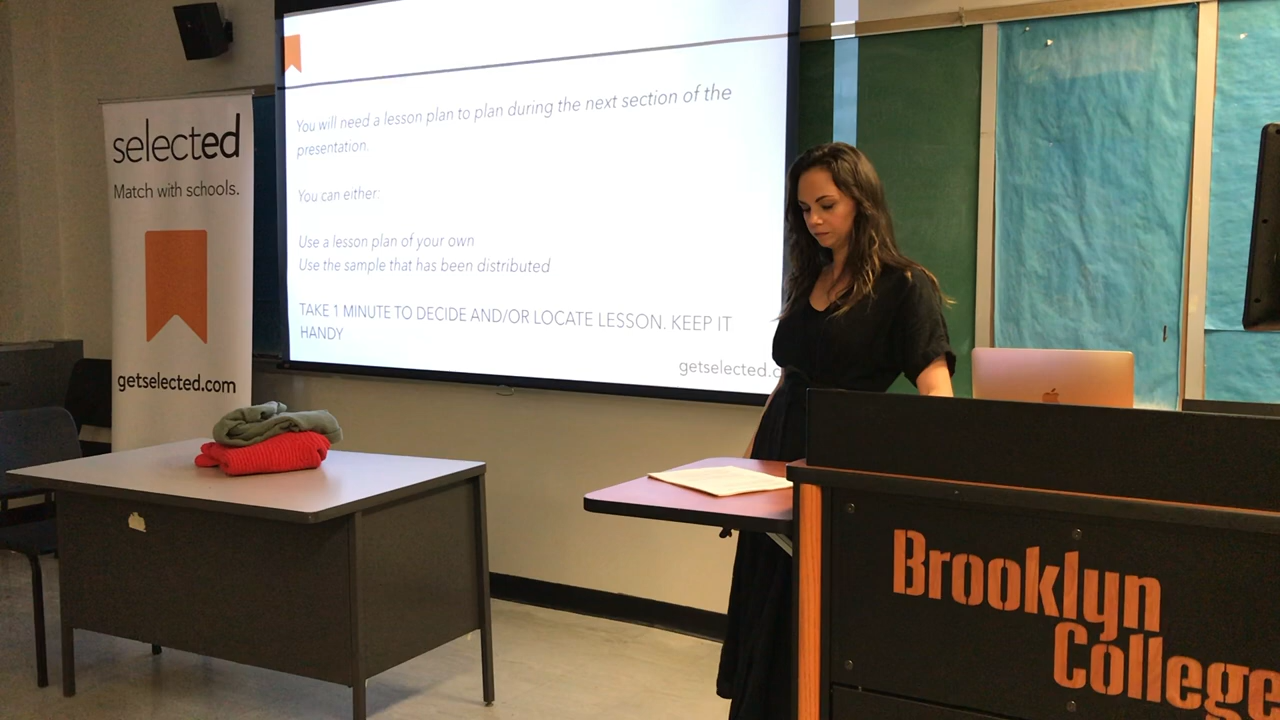 selected
Match with schools.
getselected.com
You will need a lesson plan to plan during the next section of the
presentation.
You can either:
Use a lesson plan of your own
Use the sample that has been distributed
TAKE 1 MINUTE TO DECIDE AND/OR LOCATE LESSON. KEEP IT
HANDY
getselected.c
Brooklyn
College